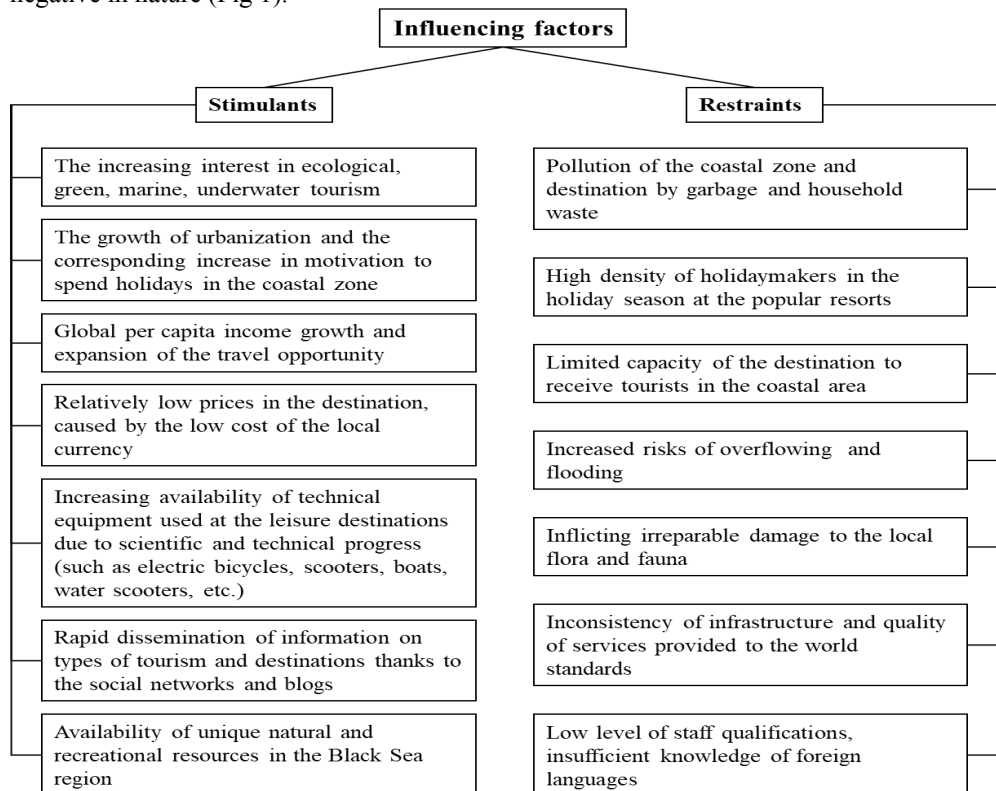 negative in nature (Fig 1).
Influencing factors
Stimulants
The increasing interest in ecological,
green, marine, underwater tourism
The growth of urbanization and the
corresponding increase in motivation to
spend holidays in the coastal zone
Global per capita income growth and
expansion of the travel opportunity
Relatively low prices in the destination,
caused by the low cost of the local
currency
Increasing availability of technical
equipment used at the leisure destinations
due to scientific and technical progress
(such as electric bicycles, scooters, boats,
water scooters, etc.)
Rapid dissemination of information on
types of tourism and destinations thanks to
the social networks and blogs
Availability of unique natural and
recreational resources in the Black Sea
region
Restraints
Pollution of the coastal zone and
destination by garbage and household
waste
High density of holidaymakers in the
holiday season at the popular resorts
Limited capacity of the destination to
receive tourists in the coastal area
Increased risks of overflowing and
flooding
Inflicting irreparable damage to the local
flora and fauna
Inconsistency of infrastructure and quality
of services provided to the world
standards
Low level of staff qualifications,
insufficient knowledge of foreign
languages